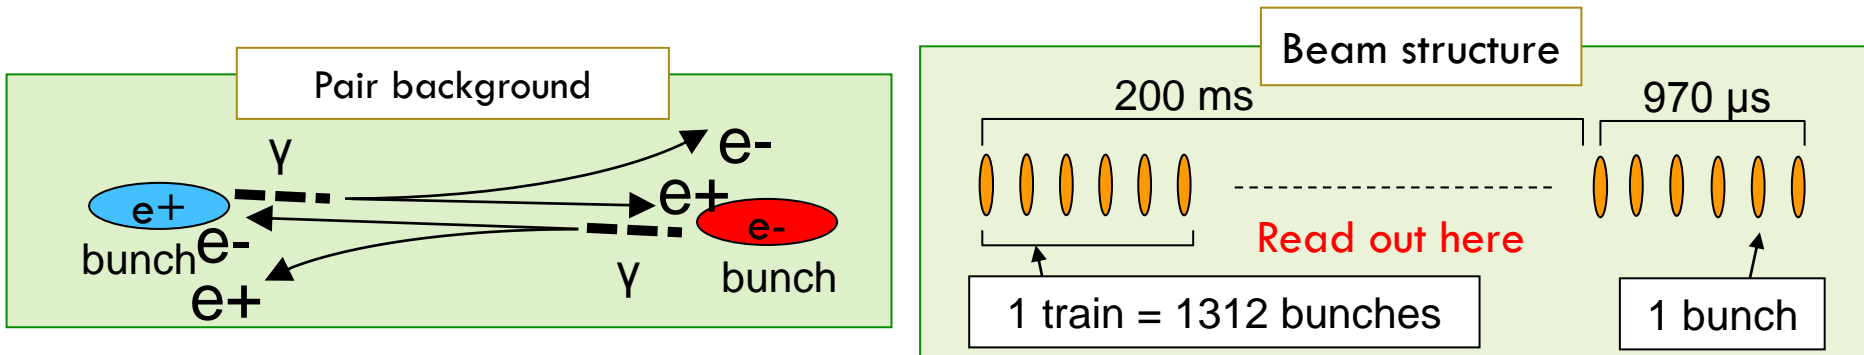 Pair background
γ
e-
e+
e+
bunch
e-
e-
bunch
e+
γ
Beam structure
200 ms
970 μs
Read out here
1 train = 1312 bunches
1 bunch